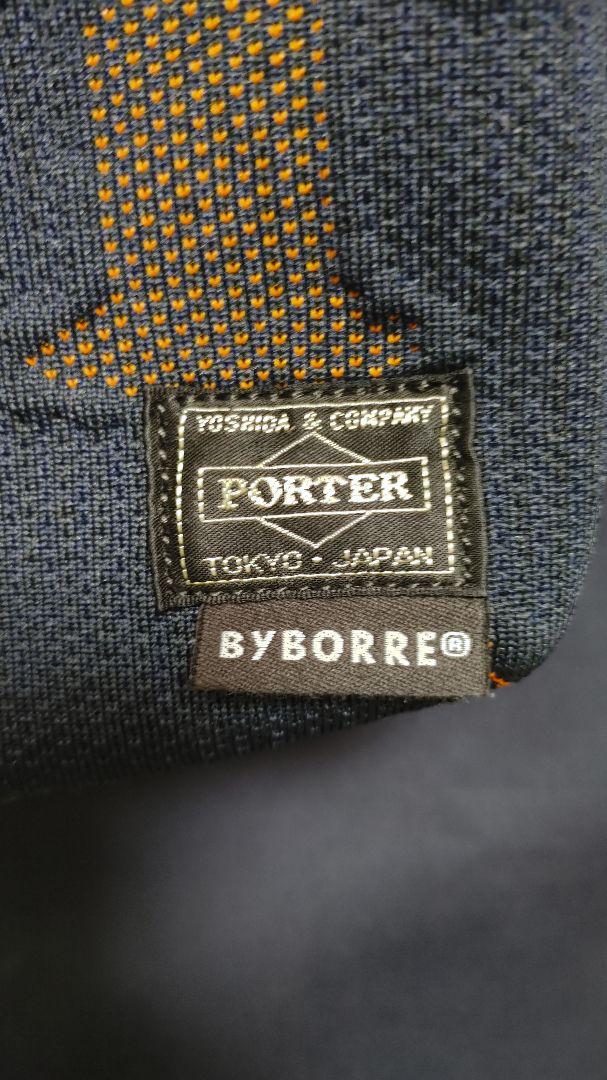 YOSHIDA & COMPANY
PORTER
TOKYO · JAPAN
BYBORRE®